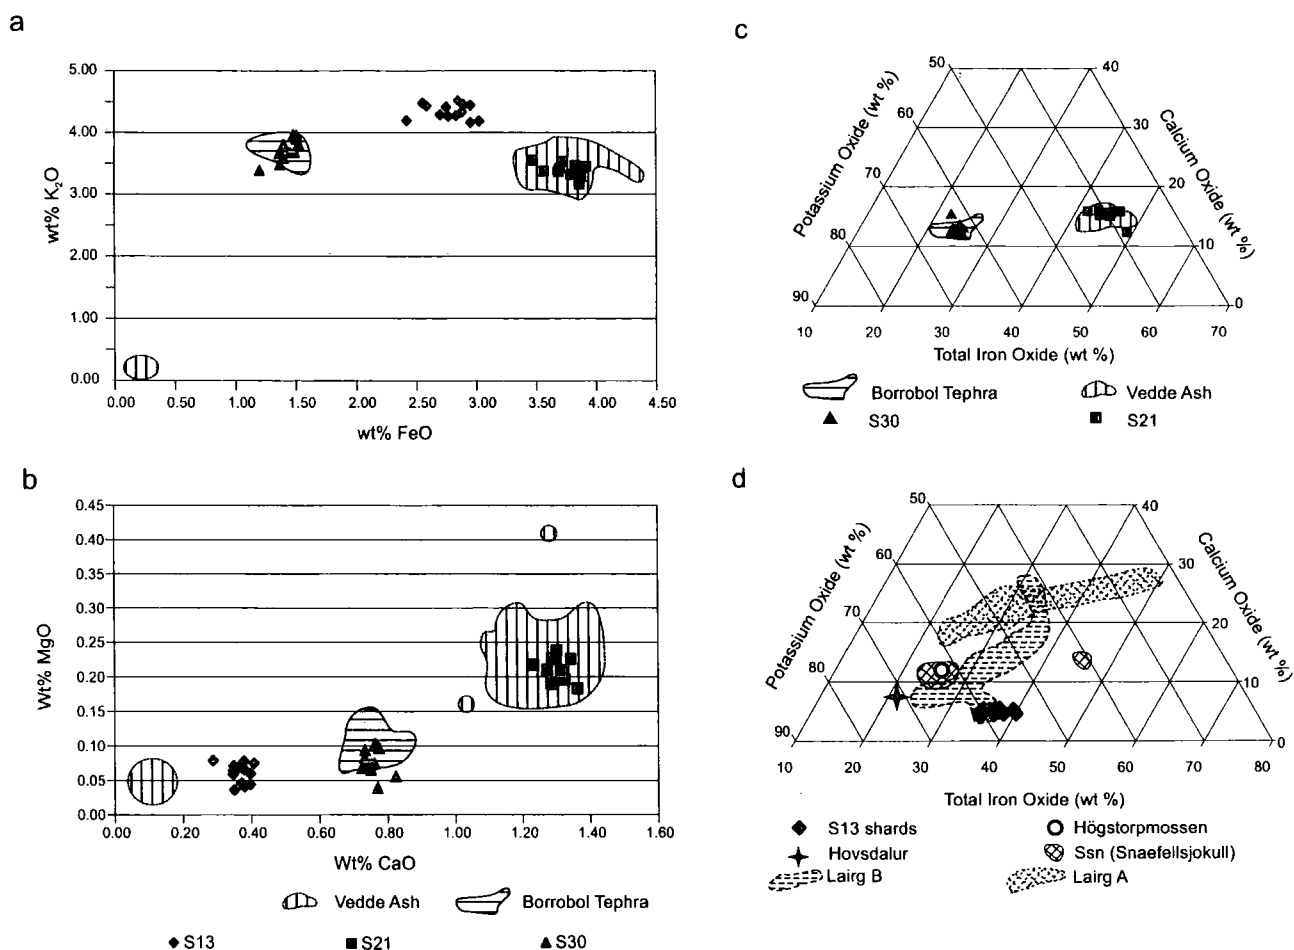 a
5.00
4.00
3.00
2.00
1.00
0.00
wt% K₂O
0.00 0.50 1.00 1.50 2.00 2.50 3.00 3.50 4.00 4.50
wt% FeO
b
0.45
0.40
0.35
0.30
0.25
0.20
0.15
0.10
0.05
0.00
Wt% MgO
0.00 0.20 0.40 0.60 0.80 1.00 1.20 1.40 1.60
Wt% CaO
Vedde Ash Borrobol Tephra
S13 S21 S30
c
50 40
60 30
70 20
80 10
90 0
Potassium Oxide (wt %)
Calcium Oxide (wt %)
10 20 30 40 50 60 70
Total Iron Oxide (wt %)
Borrobol Tephra Vedde Ash
S30 S21
d
50 40
60 30
70 20
80 10
90 0
Potassium Oxide (wt %)
Calcium Oxide (wt %)
10 20 30 40 50 60 70 80
Total Iron Oxide (wt %)
S13 shards Högstorpmossen
Hovsdalur Ssn (Snaefellsjokull)
Lairg B Lairg A